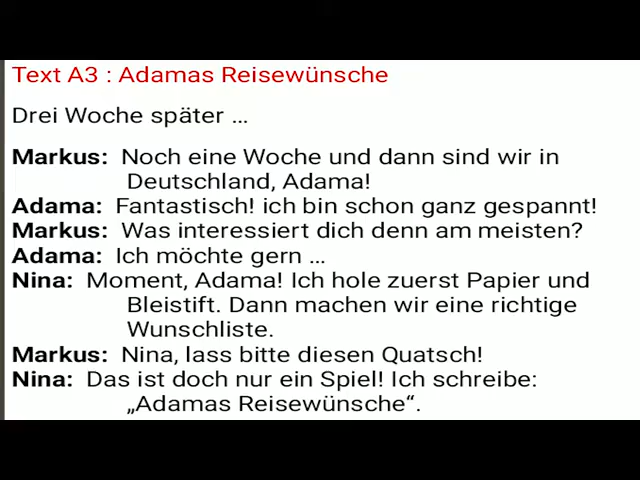 Text A3 : Adamas Reisewünsche
Drei Woche später ...
Markus: Noch eine Woche und dann sind wir in
Deutschland, Adama!
Adama: Fantastisch! ich bin schon ganz gespannt!
Markus: Was interessiert dich denn am meisten?
Adama: Ich möchte gern ...
Nina: Moment, Adama! Ich hole zuerst Papier und
Bleistift. Dann machen wir eine richtige
Wunschliste.
Markus: Nina, lass bitte diesen Quatsch!
Nina: Das ist doch nur ein Spiel! Ich schreibe:
„Adamas Reisewünsche“.